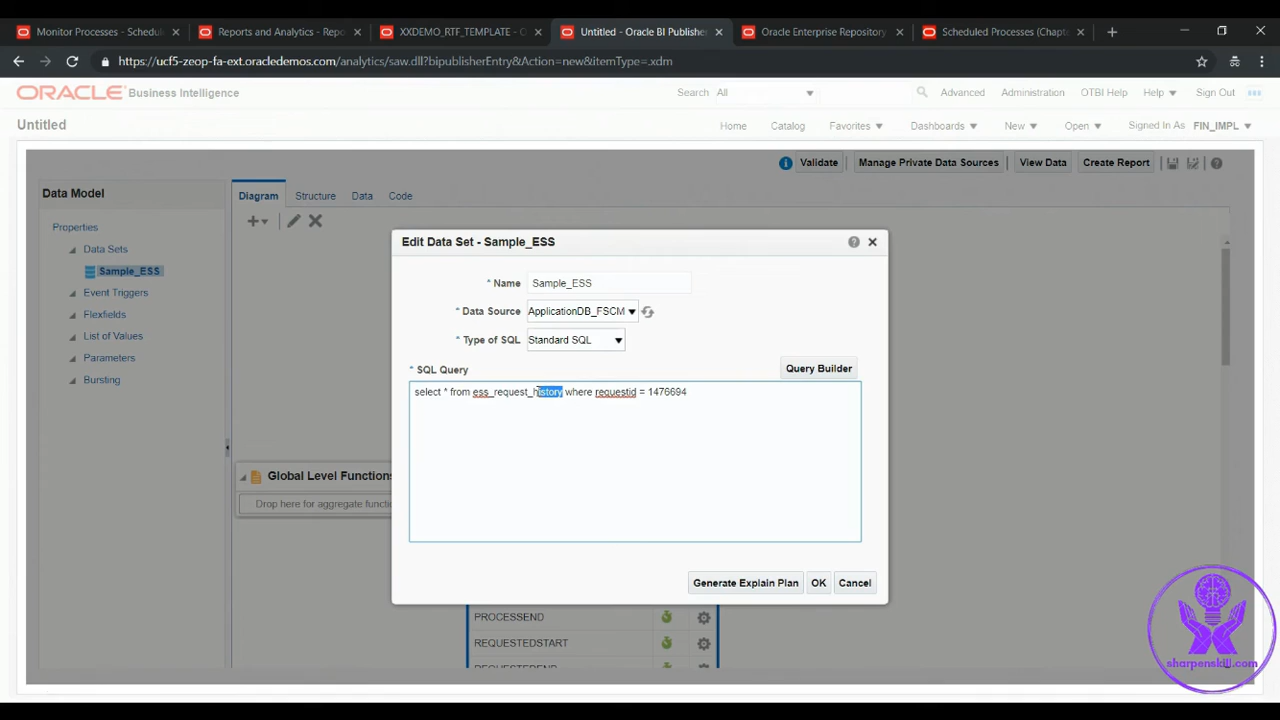 Monitor Processes - Schedul
Reports and Analytics - Repo
XXDEMO_RTF_TEMPLATE - O
Untitled - Oracle BI Publisher
Oracle Enterprise Repository
Scheduled Processes (Chapte
https://ucf5-zeop-fa-ext.oracledemos.com/analytics/saw.dll?bipublisherEntry&Action=new&itemType=.xdm
ORACLE Business Intelligence
Search All
Advanced
Administration
OTBI Help
Help
Sign Out
Untitled
Home
Catalog
Favorites
Dashboards
New
Open
Signed In As FIN_IMPL
Validate
Manage Private Data Sources
View Data
Create Report
Data Model
Diagram
Structure
Data
Code
Properties
Data Sets
Sample_ESS
Event Triggers
Flexfields
List of Values
Parameters
Bursting
Global Level Functions
Drop here for aggregate functi
Edit Data Set - Sample_ESS
* Name Sample_ESS
* Data Source ApplicationDB_FSCM
* Type of SQL Standard SQL
* SQL Query
Query Builder
select * from ess_request_history where requestid = 1476694
Generate Explain Plan
OK
Cancel
PROCESSEND
REQUESTEDSTART
REQUESTEDEND
sharpenskill.com